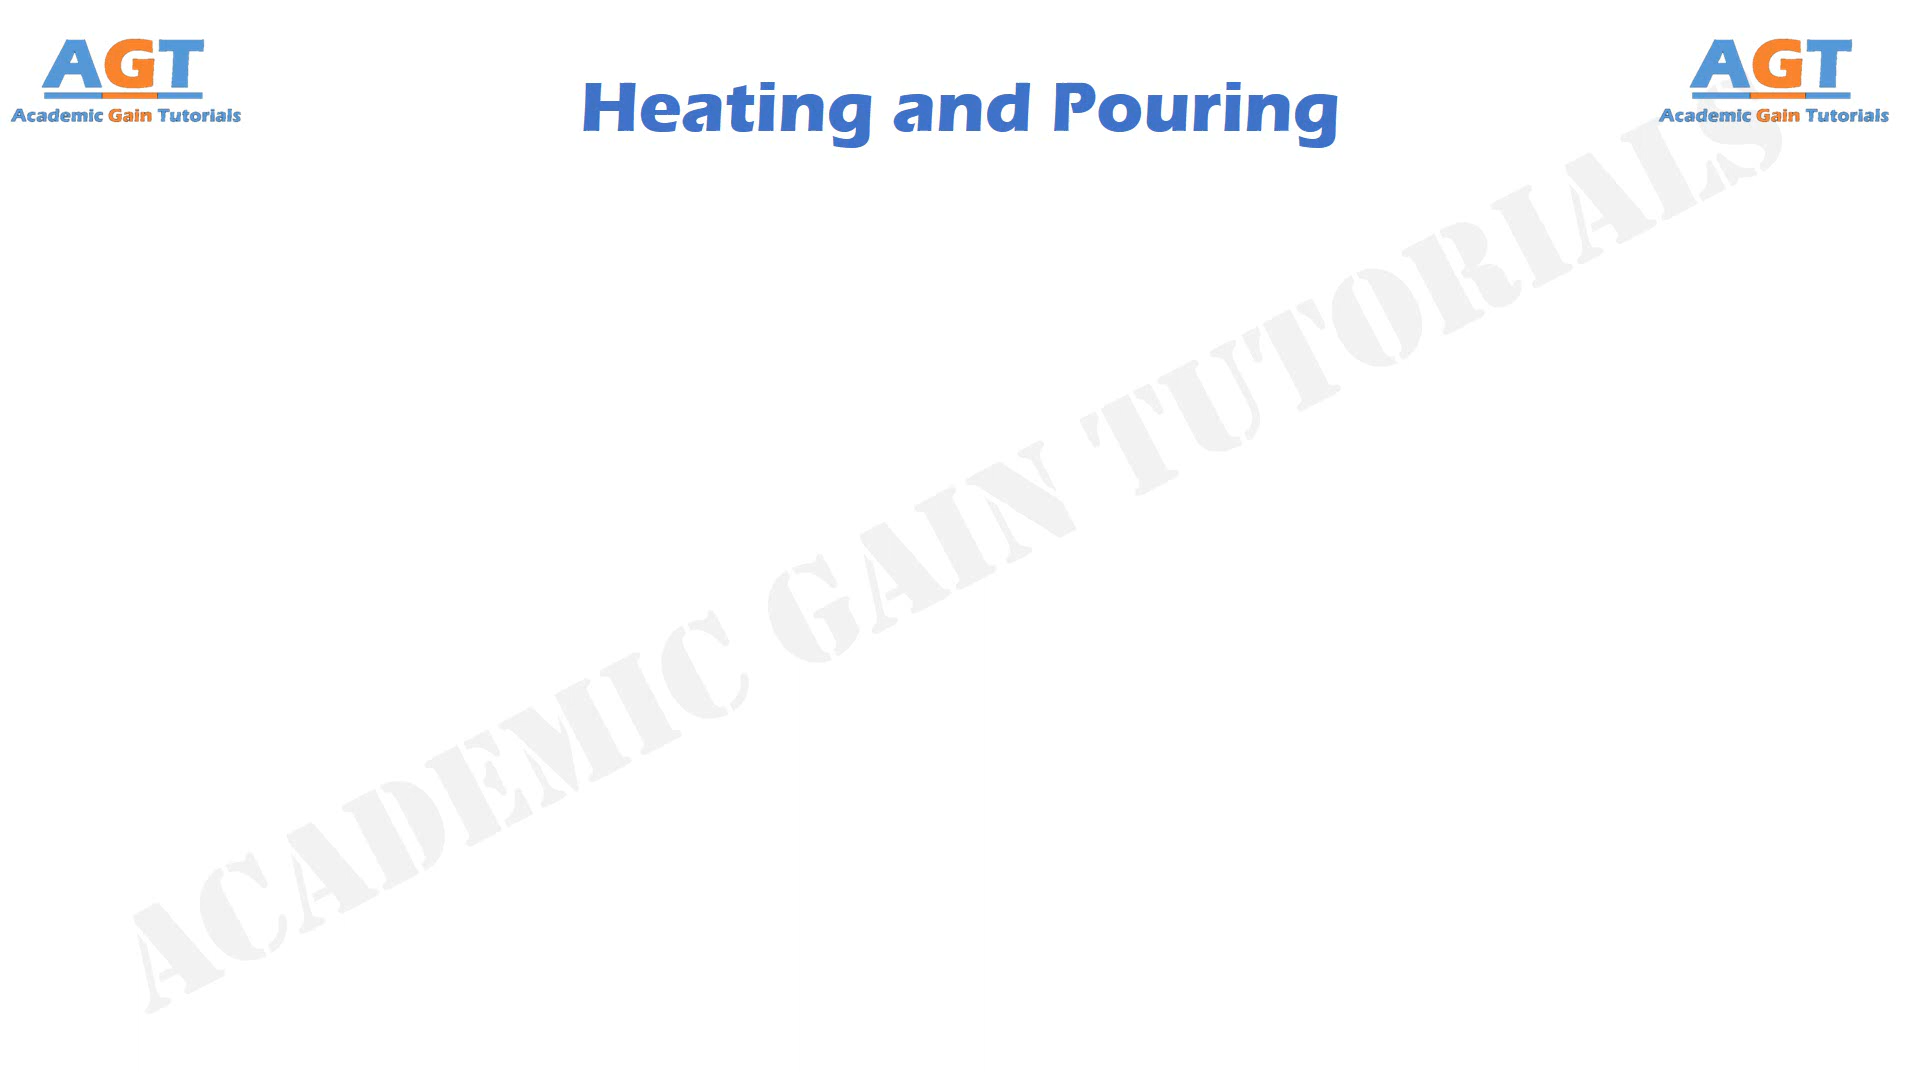 AGT
Academic Gain Tutorials
Heating and Pouring
AGT
Academic Gain Tutorials
ACADEMIC GAIN TUTORIALS